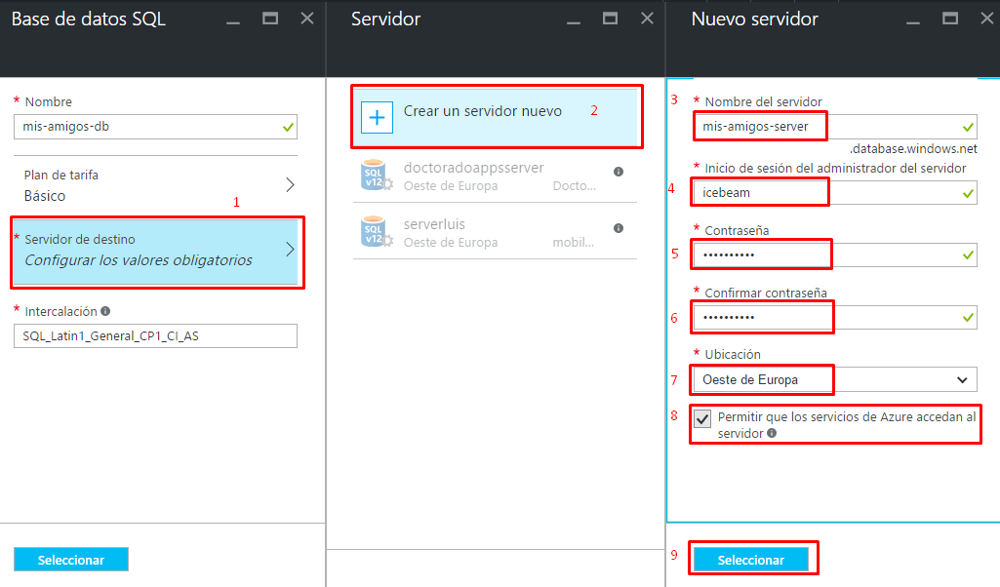 Base de datos SQL
* Nombre
mis-amigos-db
Plan de tarifa
Básico
1
* Servidor de destino
Configurar los valores obligatorios
* Intercalación
SQL_Latin1_General_CP1_CI_AS
Seleccionar
Servidor
Crear un servidor nuevo 2
SQL v12
doctoradoappsserver
Oeste de Europa Docto...
SQL v12
serverluis
Oeste de Europa mobil...
Nuevo servidor
3 * Nombre del servidor
mis-amigos-server
.database.windows.net
* Inicio de sesión del administrador del servidor
4 icebeam
* Contraseña
5 ••••••••••
* Confirmar contraseña
6 ••••••••••
* Ubicación
7 Oeste de Europa
8 Permitir que los servicios de Azure accedan al
servidor
9 Seleccionar